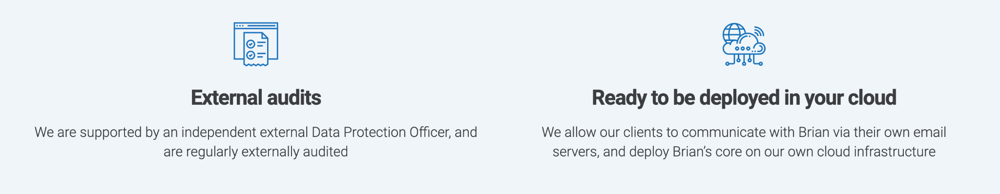 External audits
We are supported by an independent external Data Protection Officer, and
are regularly externally audited
Ready to be deployed in your cloud
We allow our clients to communicate with Brian via their own email
servers, and deploy Brian’s core on our own cloud infrastructure